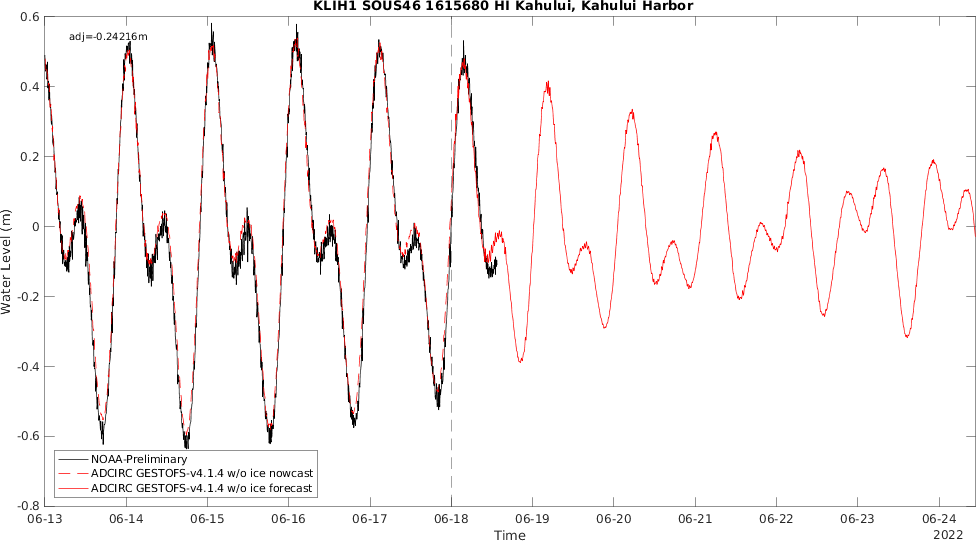 KLIH1 SOUS46 1615680 HI Kahului, Kahului Harbor
adj=-0.24216m
0.6
0.4
0.2
0
-0.2
-0.4
-0.6
-0.8
Water Level (m)
NOAA-Preliminary
ADCIRC GESTOFS-v4.1.4 w/o ice nowcast
ADCIRC GESTOFS-v4.1.4 w/o ice forecast
06-13 06-14 06-15 06-16 06-17 06-18 06-19 06-20 06-21 06-22 06-23 06-24
Time 2022